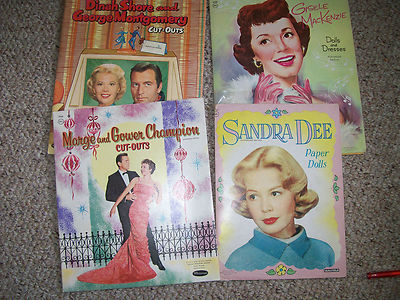 Dinah Shore and
George Montgomery
CUT OUTS
GISELE
MACKENZIE
Dolls
and
Dresses
Marge and Gower Champion
CUT-OUTS
Whitman
SANDRA DEE
Paper
Dolls